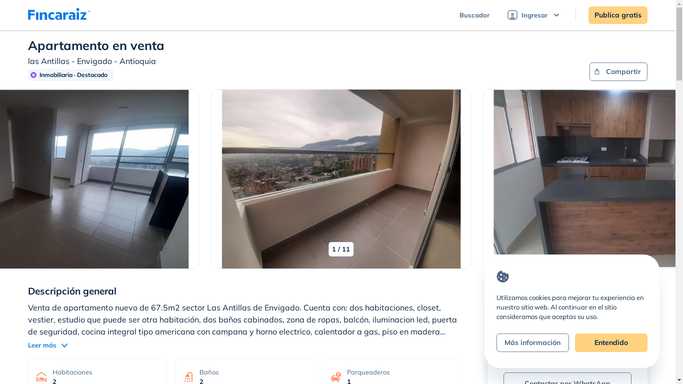 Fincaraiz
Buscador
Ingresar
Publica gratis
Apartamento en venta
las Antillas - Envigado - Antioquia
Inmobiliaria · Destacado
Compartir
1 / 11
Descripción general
Venta de apartamento nuevo de 67.5m2 sector Las Antillas de Envigado. Cuenta con: dos habitaciones, closet,
vestier, estudio que puede ser otra habitación, dos baños cabinados, zona de ropas, balcón, iluminacion led, puerta
de seguridad, cocina integral tipo americana con campana y horno electrico, calentador a gas, piso en madera...
Leer más
Habitaciones
2
Baños
2
Parqueaderos
1
Utilizamos cookies para mejorar tu experiencia en
nuestro sitio web. Al continuar en el sitio
consideramos que aceptas su uso.
Más información
Entendido
Contactar por WhatsApp